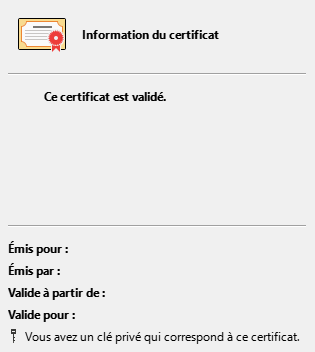 Information du certificat
Ce certificat est validé.
Émis pour :
Émis par :
Valide à partir de :
Valide pour :
Vous avez un clé privé qui correspond à ce certificat.